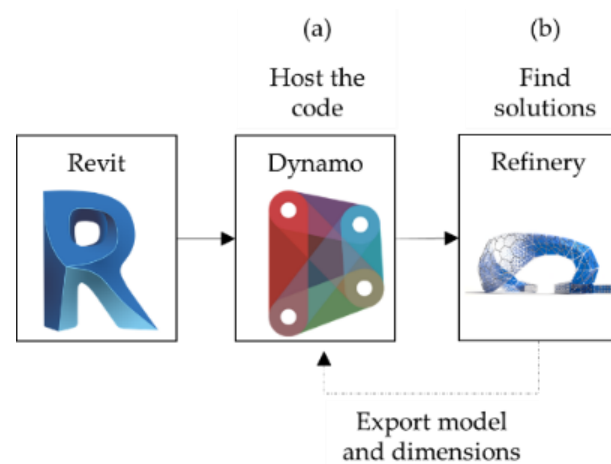 (a)
(b)
Host the
code
Find
solutions
Revit
Dynamo
Refinery
Export model
and dimensions